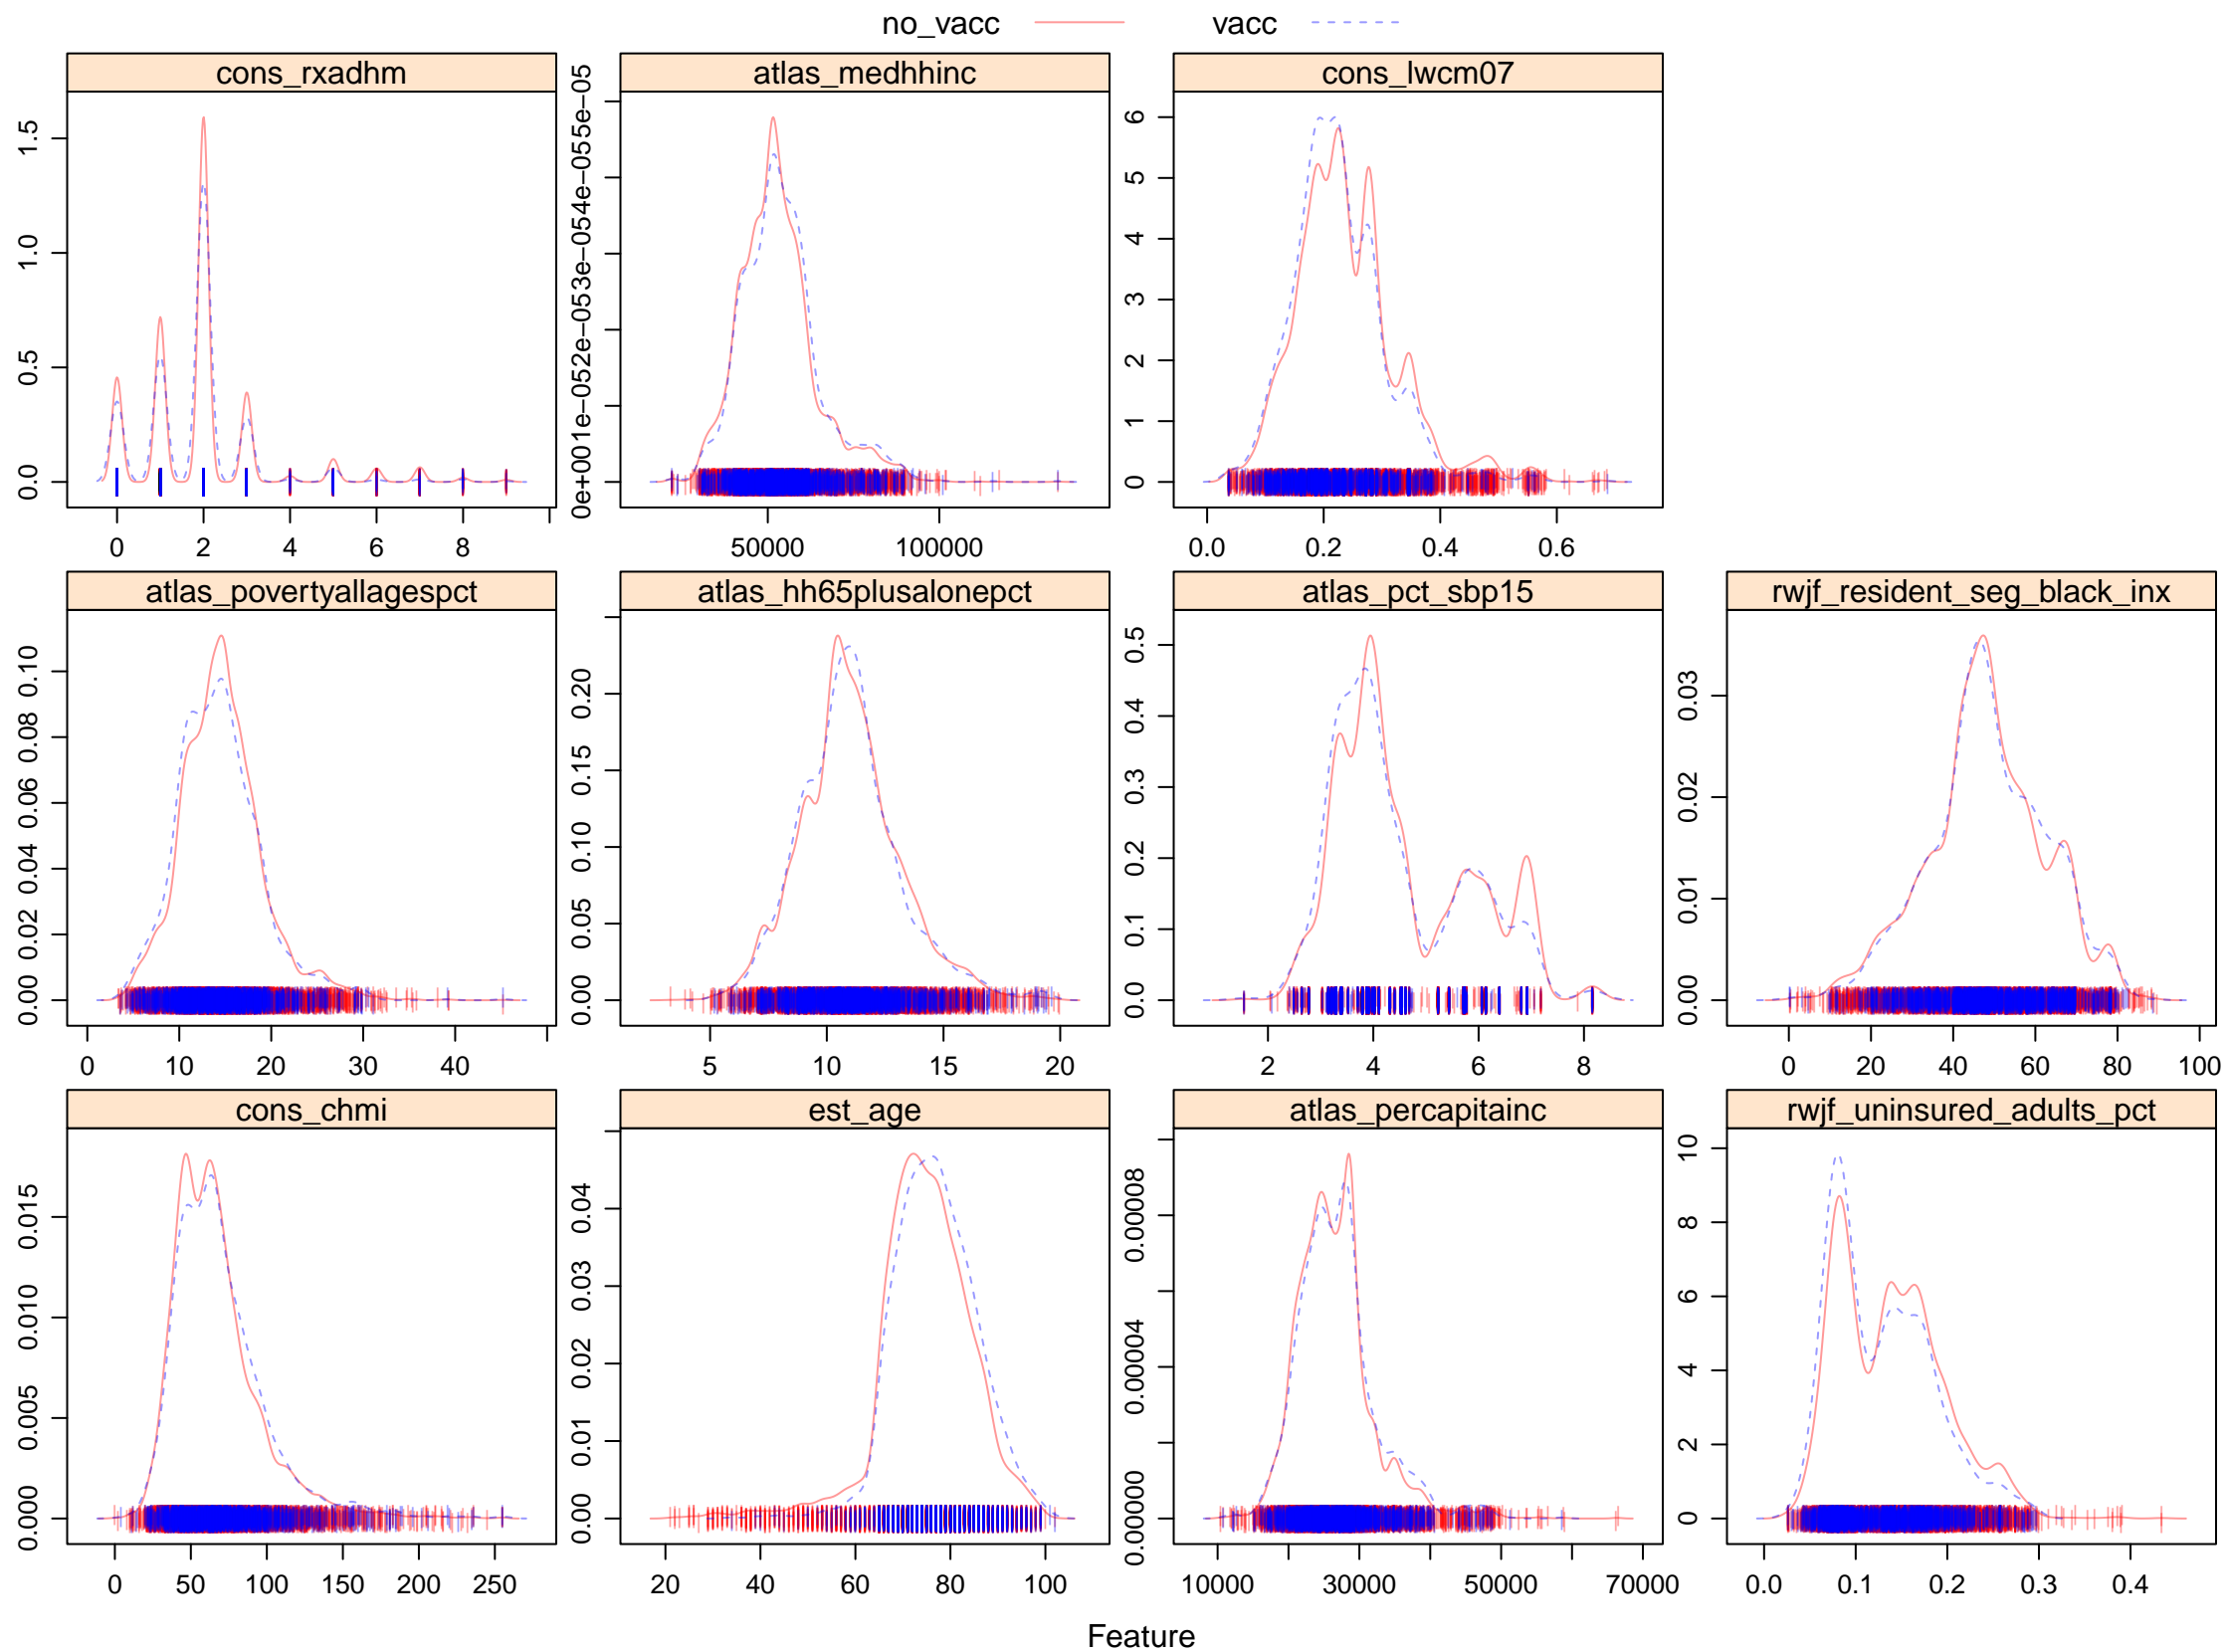 no_vacc vacc
cons_rxadhm atlas_medhhinc cons_lwcm07
0.0 0.5 1.0 1.5
0 2 4 6 8
0e+001e−052e−053e−054e−055e−05
50000 100000
0 1 2 3 4 5 6
0.0 0.2 0.4 0.6
atlas_povertyallagespct atlas_hh65plusalonepct atlas_pct_sbp15 rwjf_resident_seg_black_inx
0.00 0.02 0.04 0.06 0.08 0.10
0 10 20 30 40
0.00 0.05 0.10 0.15 0.20
5 10 15 20
0.0 0.1 0.2 0.3 0.4 0.5
2 4 6 8
0.00 0.01 0.02 0.03
0 20 40 60 80 100
cons_chmi est_age atlas_percapitainc rwjf_uninsured_adults_pct
0.000 0.005 0.010 0.015
0 50 100 150 200 250
0.00 0.01 0.02 0.03 0.04
20 40 60 80 100
0.00000 0.00004 0.00008
10000 30000 50000 70000
0 2 4 6 8 10
0.0 0.1 0.2 0.3 0.4
Feature